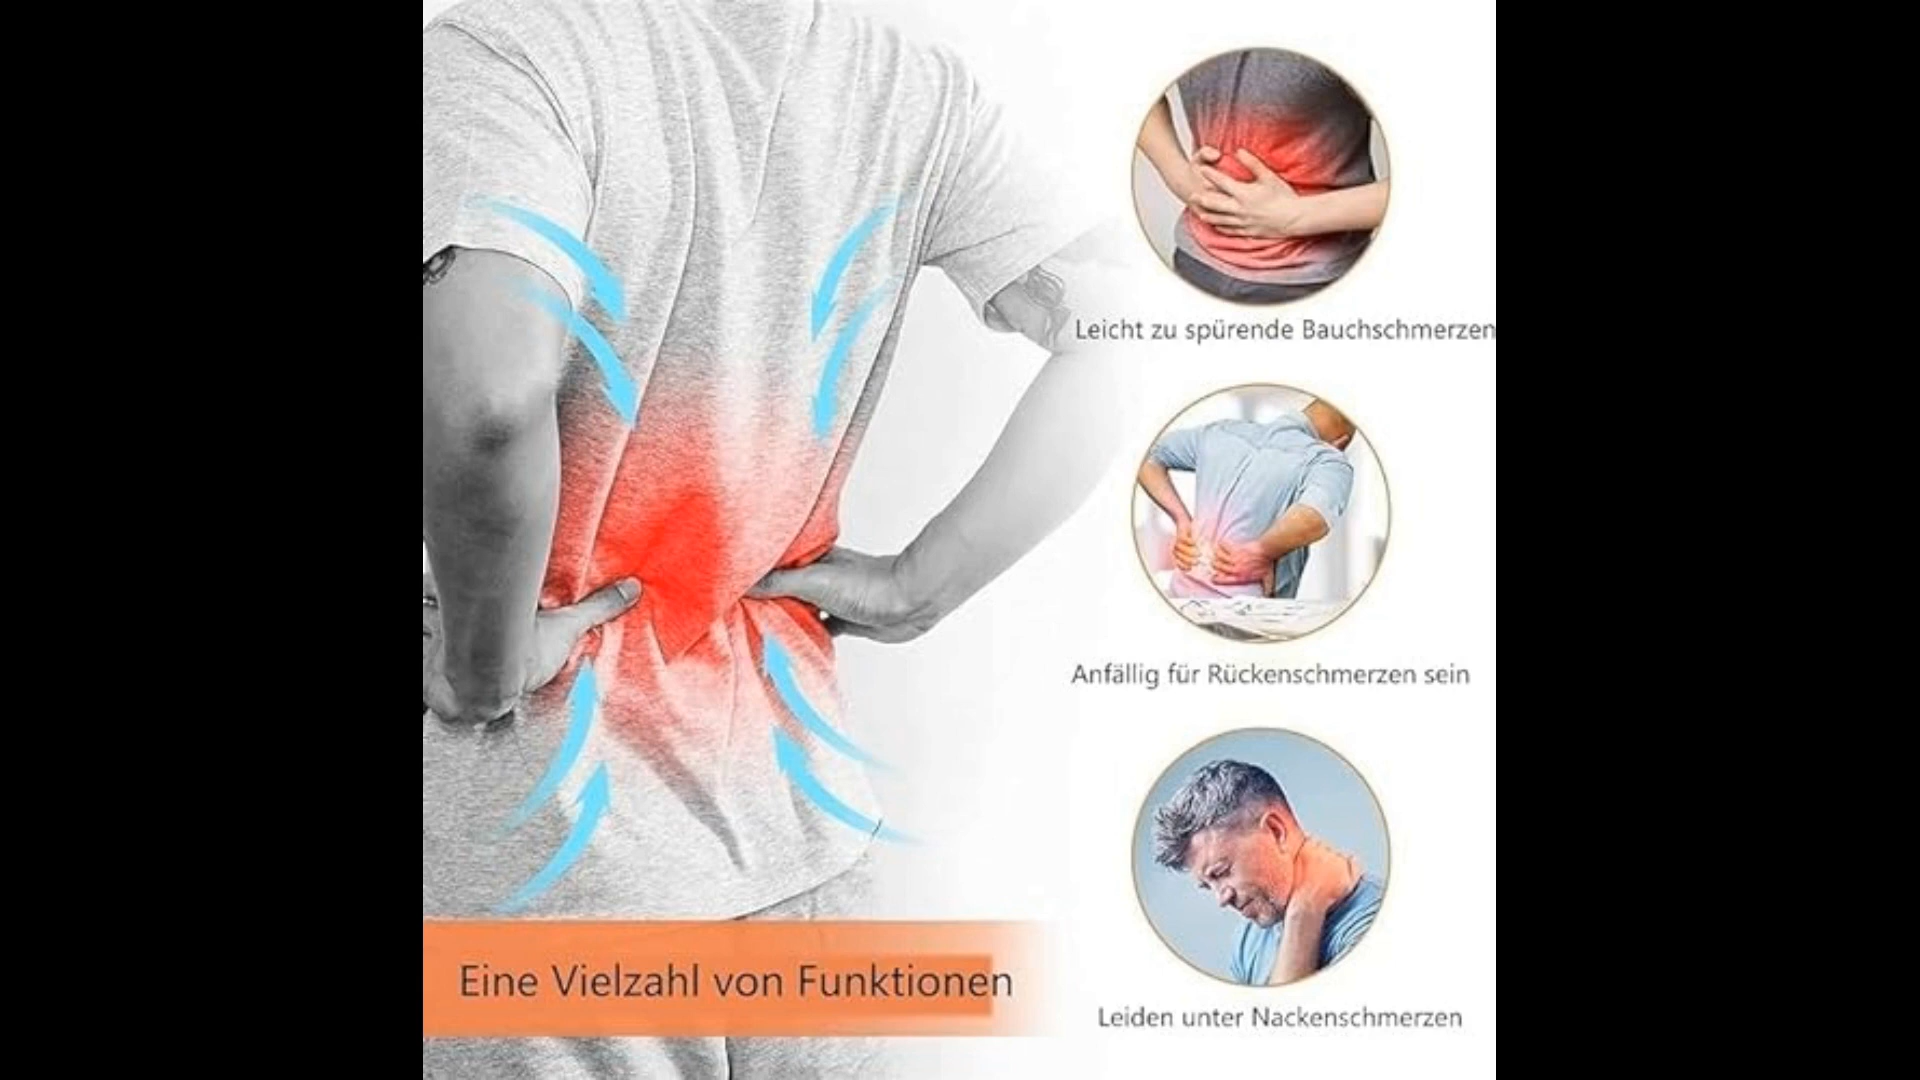 Leicht zu spürende Bauchschmerzen
Anfällig für Rückenschmerzen sein
Leiden unter Nackenschmerzen
Eine Vielzahl von Funktionen